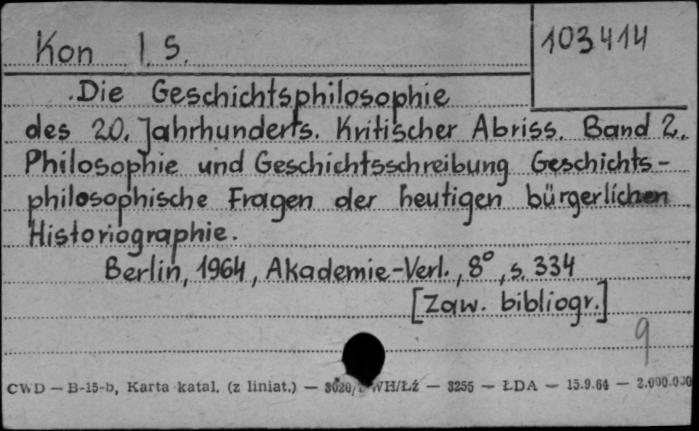 Kon I. S.
103414
Die Geschichtsphilosophie
des 20. Jahrhunderts. Kritischer Abriss. Band 2.
Philosophie und Geschichtsschreibung Geschichts-
philosophische Fragen der heutigen bürgerlichen
Historiographie.
Berlin, 1964, Akademie-Verl., 8°, s. 334
[Zaw. bibliogr.]
9
CWD — B-15-b, Karta katal. (z liniat.) — WH/Łź — 3255 — ŁDA — 15.9.64 — 2.000.000